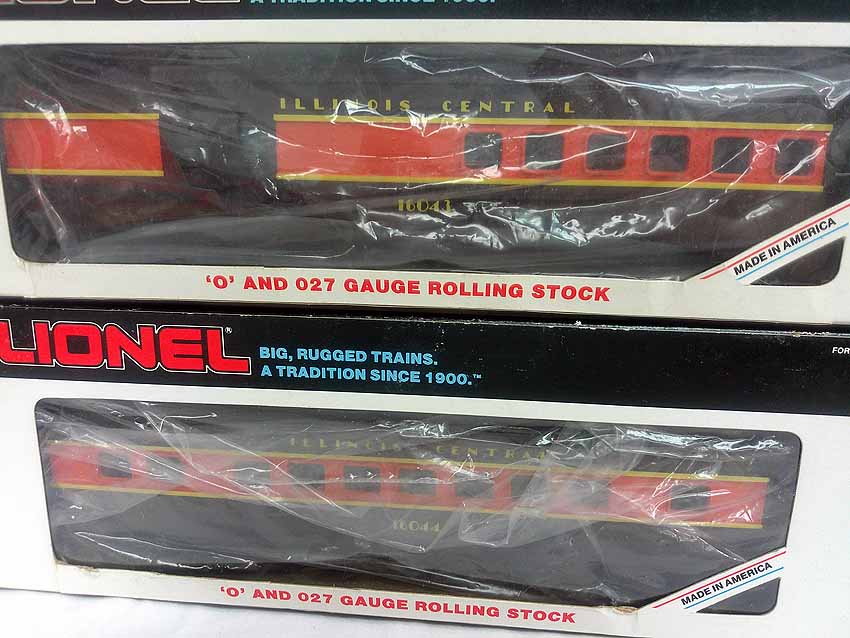 A TRADITION SINCE 1900.
ILLINOIS CENTRAL
16043
MADE IN AMERICA
'O' AND 027 GAUGE ROLLING STOCK
LIONEL®
BIG, RUGGED TRAINS.
A TRADITION SINCE 1900.™
FOR
ILLINOIS CENTRAL
16044
MADE IN AMERICA
'O' AND 027 GAUGE ROLLING STOCK